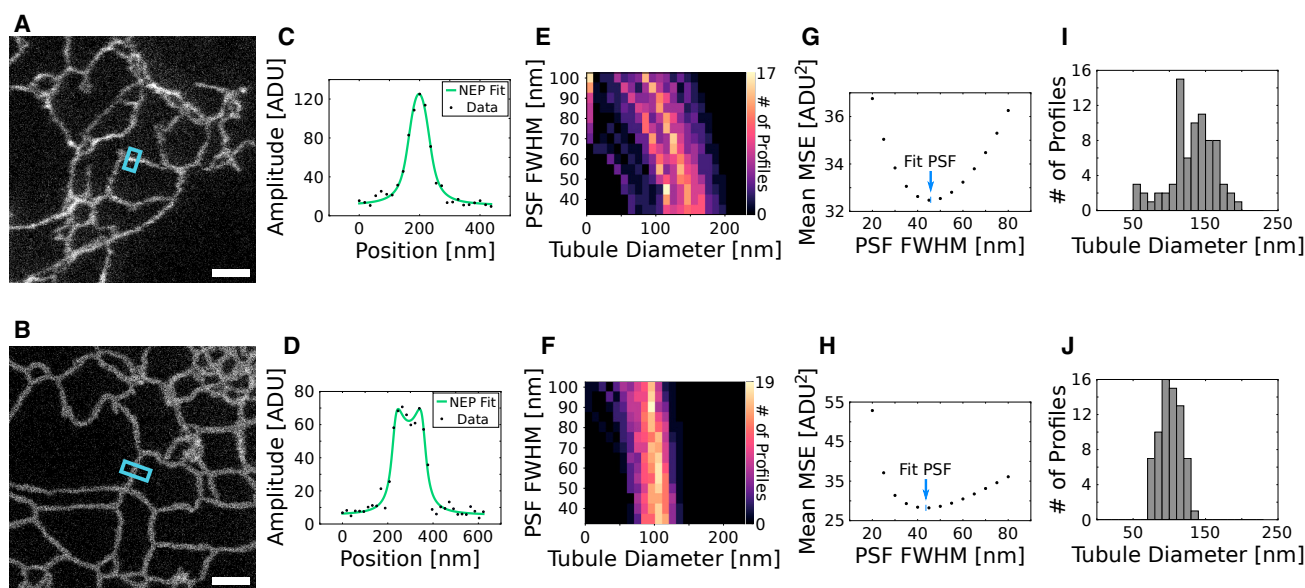 A
C
E
G
I
Amplitude [ADU]
120
80
40
0
NEP Fit
Data
0
200
400
Position [nm]
PSF FWHM [nm]
100
90
80
70
60
50
40
0
100
200
Tubule Diameter [nm]
17
# of Profiles
0
Mean MSE [ADU²]
36
34
32
Fit PSF
20
40
60
80
PSF FWHM [nm]
# of Profiles
16
12
8
4
0
50
150
250
Tubule Diameter [nm]
B
D
F
H
J
Amplitude [ADU]
80
60
40
20
0
NEP Fit
Data
0
200
400
600
Position [nm]
PSF FWHM [nm]
100
90
80
70
60
50
40
0
100
200
Tubule Diameter [nm]
19
# of Profiles
0
Mean MSE [ADU²]
55
45
35
25
Fit PSF
20
40
60
80
PSF FWHM [nm]
# of Profiles
16
12
8
4
0
50
150
250
Tubule Diameter [nm]